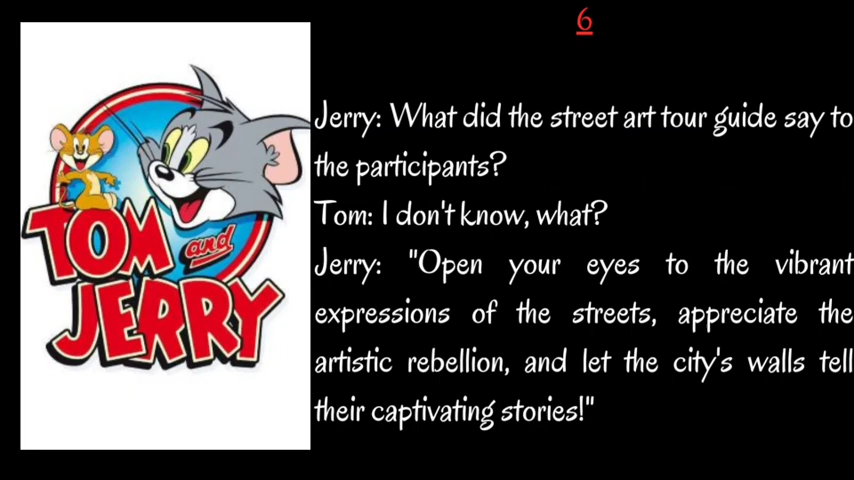 6
TOM
and
JERRY
Jerry: What did the street art tour guide say to
the participants?
Tom: I don't know, what?
Jerry: "Open your eyes to the vibrant
expressions of the streets, appreciate the
artistic rebellion, and let the city's walls tell
their captivating stories!"